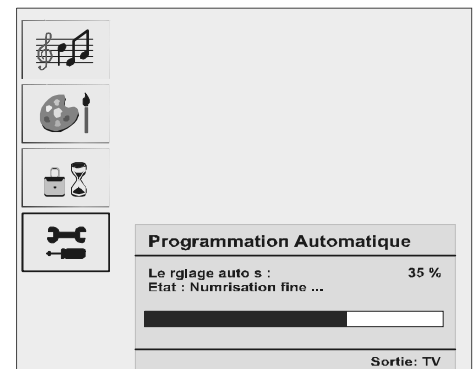 Programmation Automatique
Le rglage auto s : 35 %
Etat : Numrisation fine ...
Sortie: TV